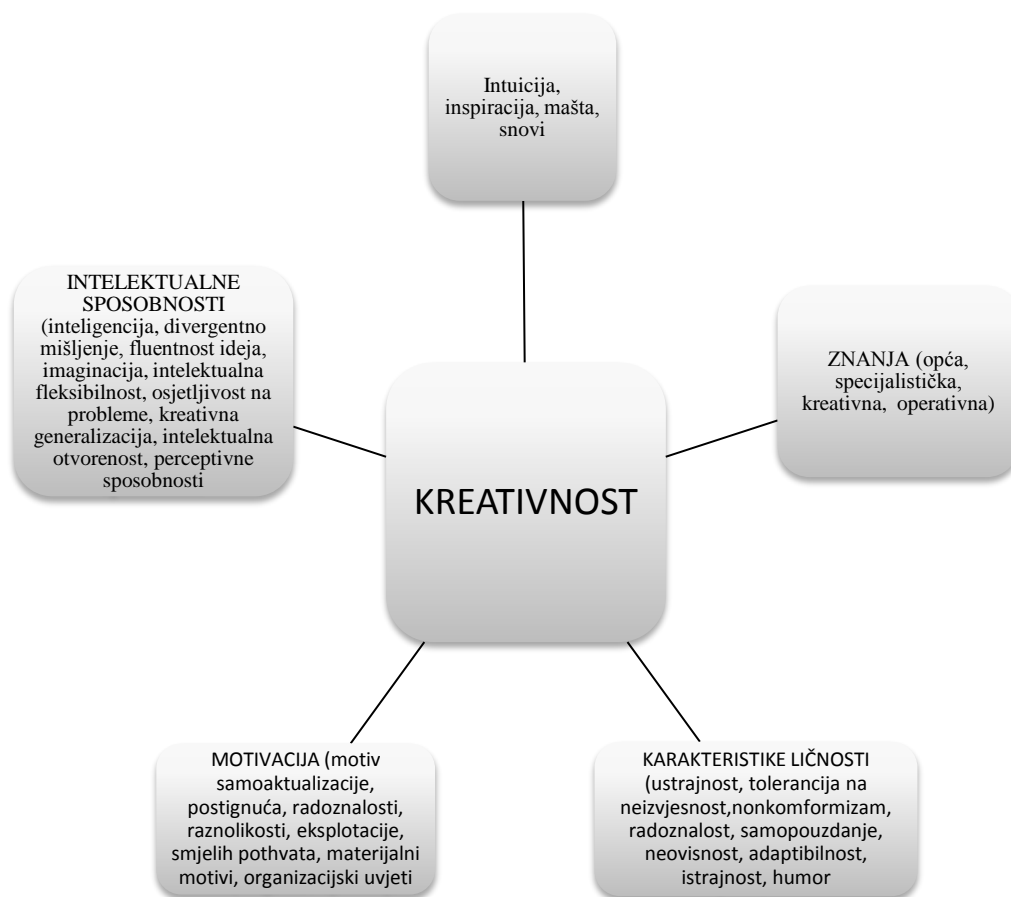 Intuicija,
inspiracija, mašta,
snovi
INTELEKTUALNE
SPOSOBNOSTI
(inteligencija, divergentno
mišljenje, fluentnost ideja,
imaginacija, intelektualna
fleksibilnost, osjetljivost na
probleme, kreativna
generalizacija, intelektualna
otvorenost, perceptivne
sposobnosti
ZNANJA (opća,
specijalistička,
kreativna, operativna)
KREATIVNOST
MOTIVACIJA (motiv
samoaktualizacije,
postignuća, radoznalosti,
raznolikosti, eksplotacije,
smjelih pothvata, materijalni
motivi, organizacijski uvjeti
KARAKTERISTIKE LIČNOSTI
(ustrajnost, tolerancija na
neizvjesnost,nonkomformizam,
radoznalost, samopouzdanje,
neovisnost, adaptibilnost,
istrajnost, humor